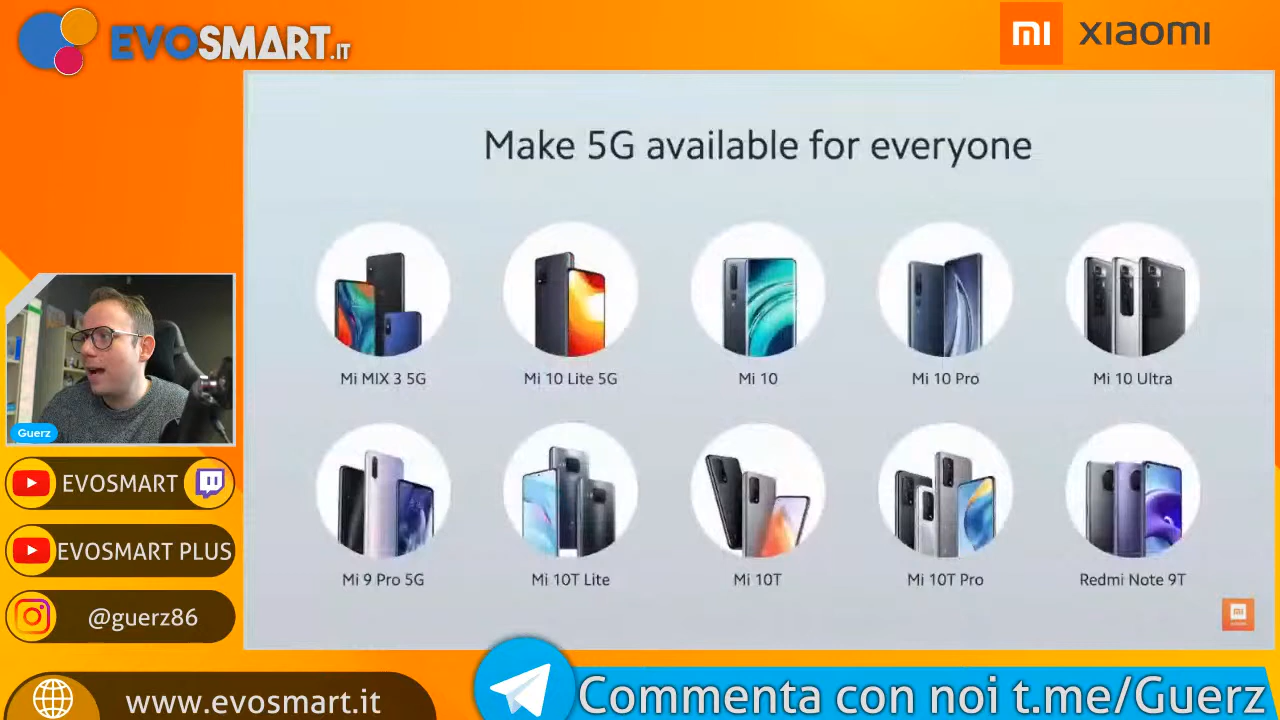 EVOSMART.IT
mi xiaomi
Make 5G available for everyone
Mi MIX 3 5G
Mi 10 Lite 5G
Mi 10
Mi 10 Pro
Mi 10 Ultra
Mi 9 Pro 5G
Mi 10T Lite
Mi 10T
Mi 10T Pro
Redmi Note 9T
mi
Guerz
EVOSMART
EVOSMART PLUS
@guerz86
www.evosmart.it
Commenta con noi t.me/Guerz